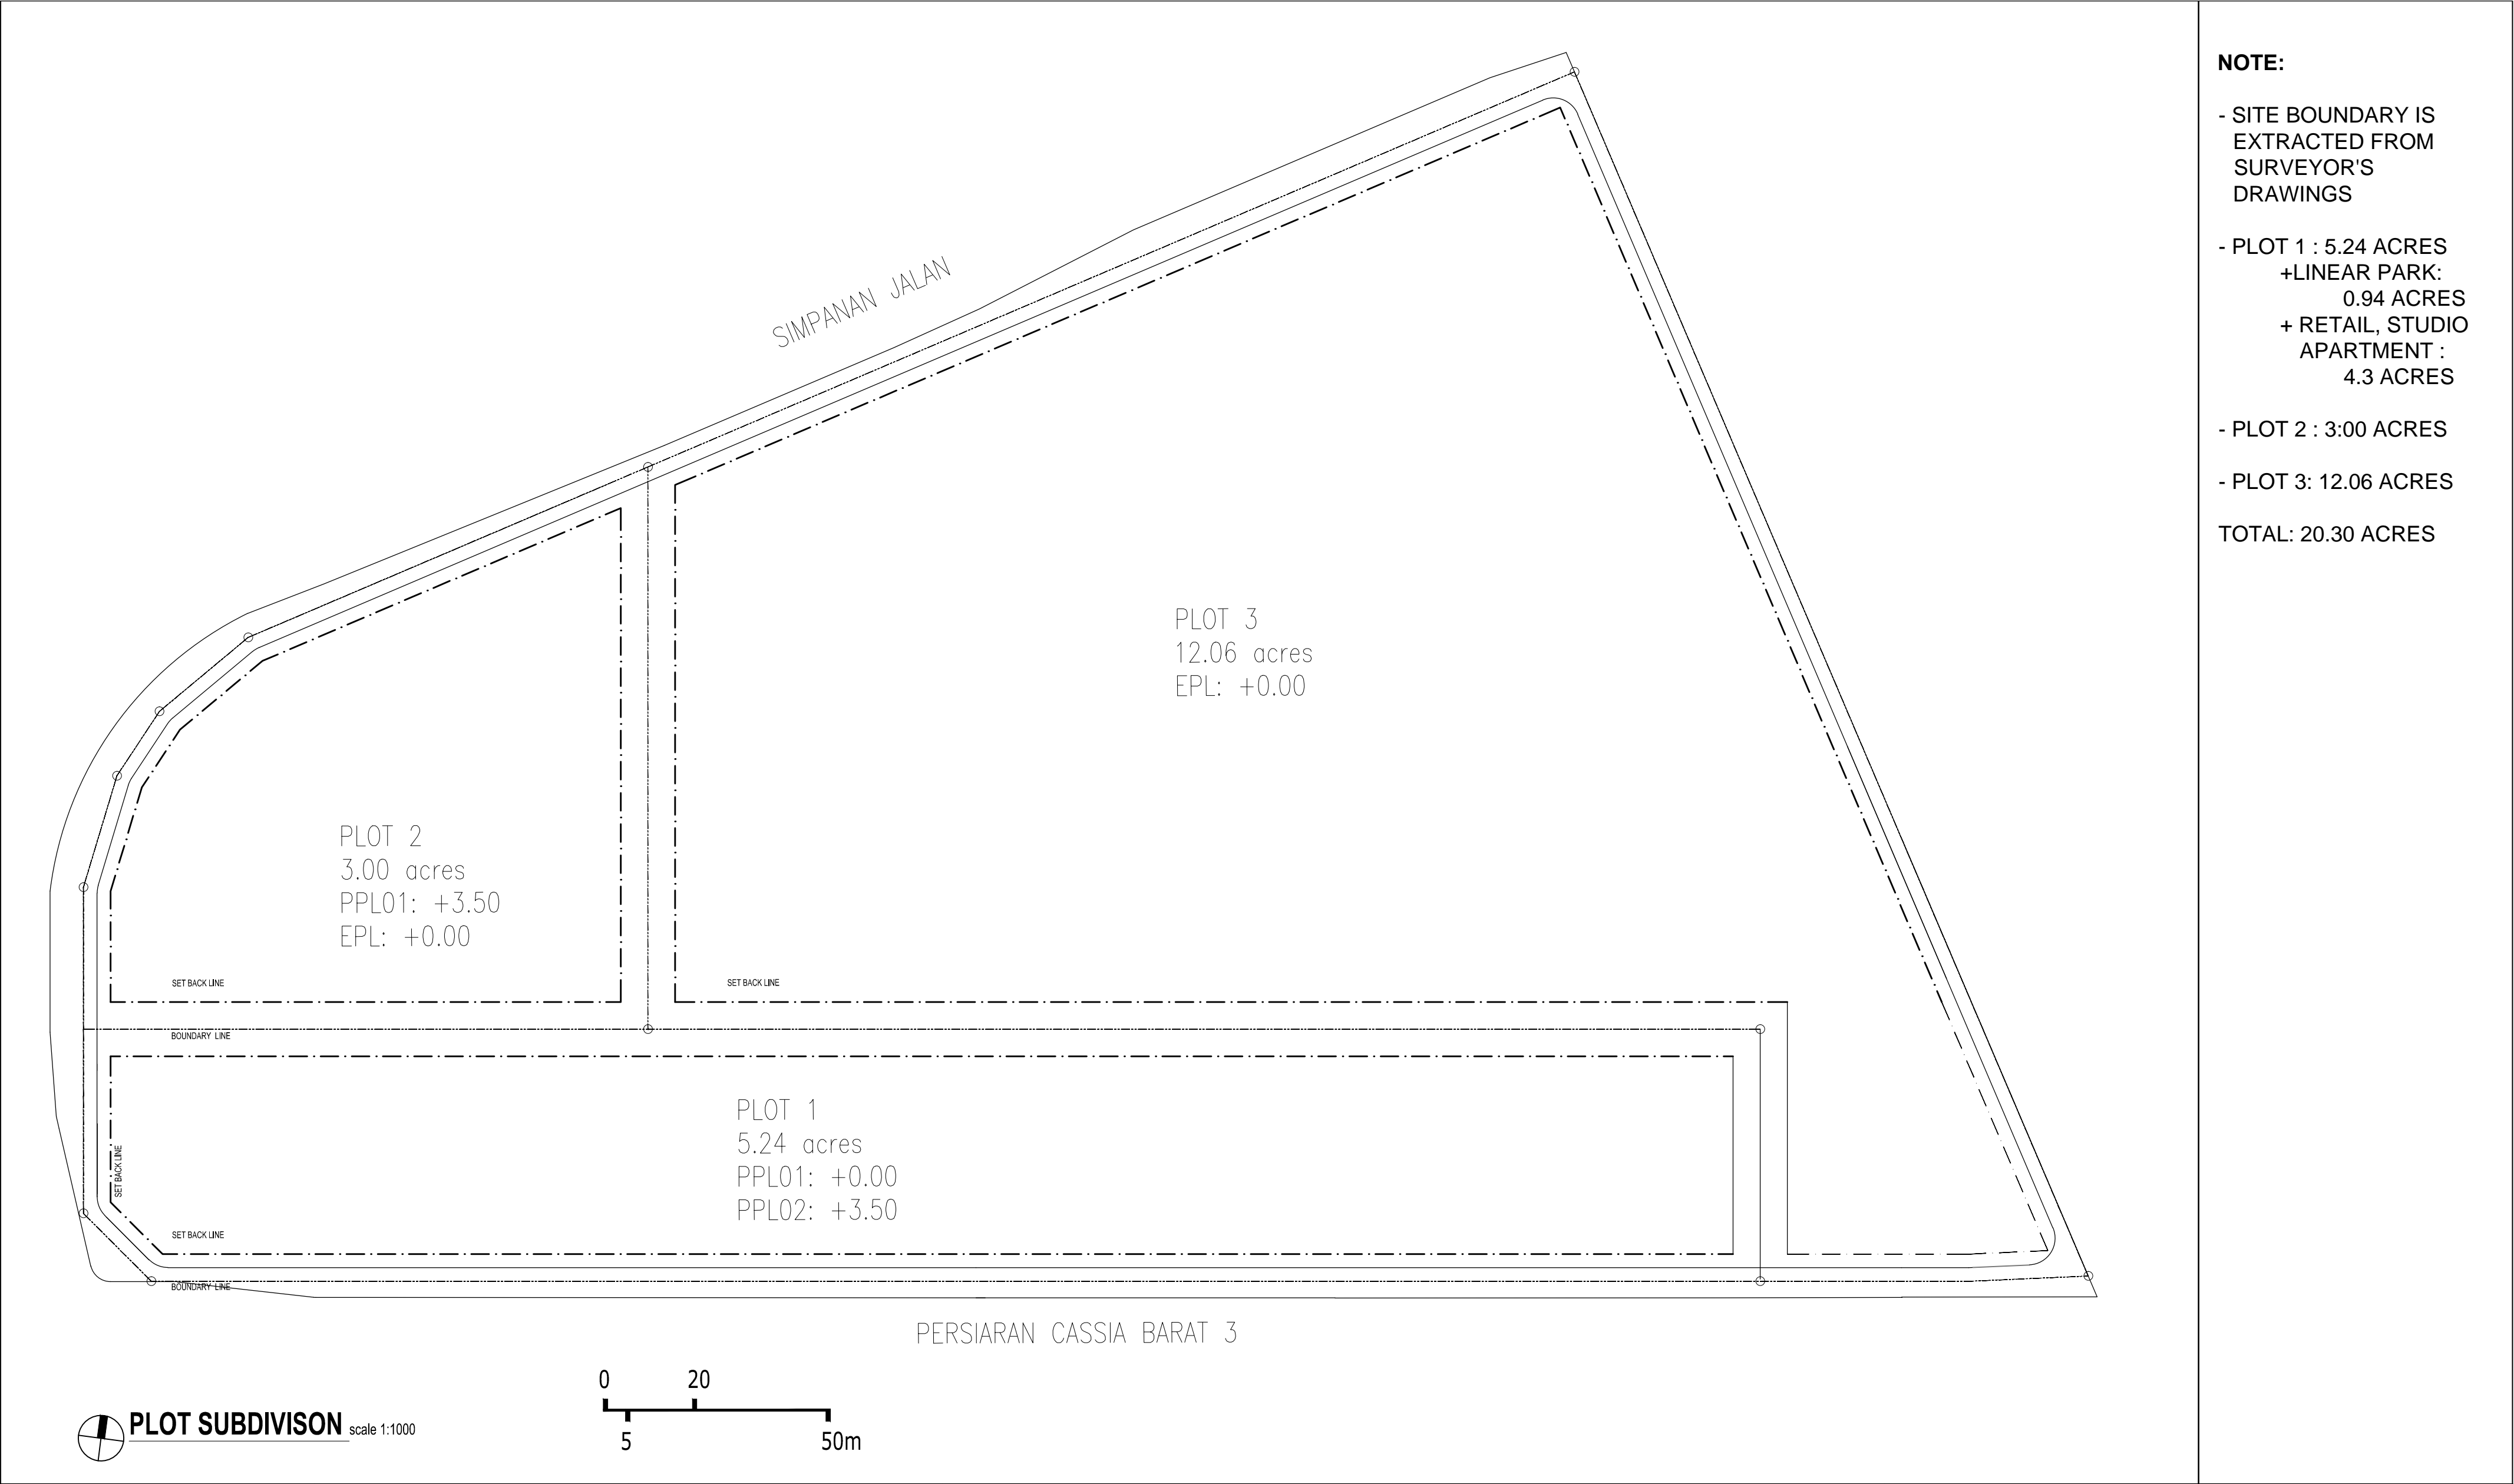 NOTE:
- SITE BOUNDARY IS
EXTRACTED FROM
SURVEYOR'S
DRAWINGS
- PLOT 1 : 5.24 ACRES
+LINEAR PARK:
0.94 ACRES
+ RETAIL, STUDIO
APARTMENT :
4.3 ACRES
- PLOT 2 : 3:00 ACRES
- PLOT 3: 12.06 ACRES
TOTAL: 20.30 ACRES
SIMPANAN JALAN
PLOT 3
12.06 acres
EPL: +0.00
PLOT 2
3.00 acres
PPL01: +3.50
EPL: +0.00
SET BACK LINE
SET BACK LINE
BOUNDARY LINE
PLOT 1
5.24 acres
PPL01: +0.00
PPL02: +3.50
SET BACK LINE
SET BACK LINE
BOUNDARY LINE
PERSIARAN CASSIA BARAT 3
PLOT SUBDIVISON scale 1:1000
0 20
5 50m